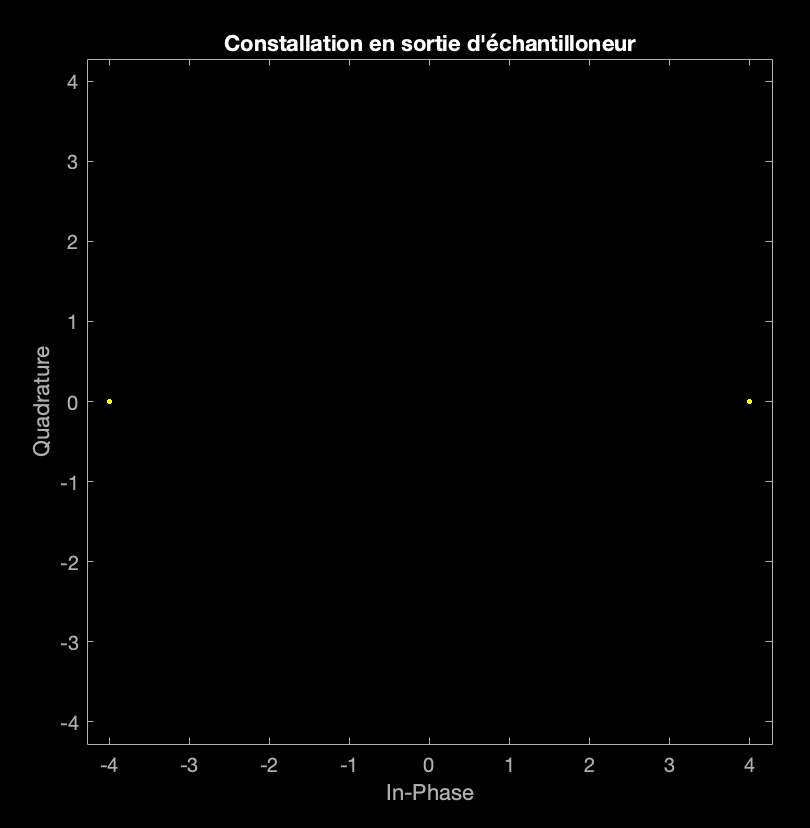 Constallation en sortie d'échantilloneur
4
3
2
1
0
-1
-2
-3
-4
Quadrature
-4 -3 -2 -1 0 1 2 3 4
In-Phase